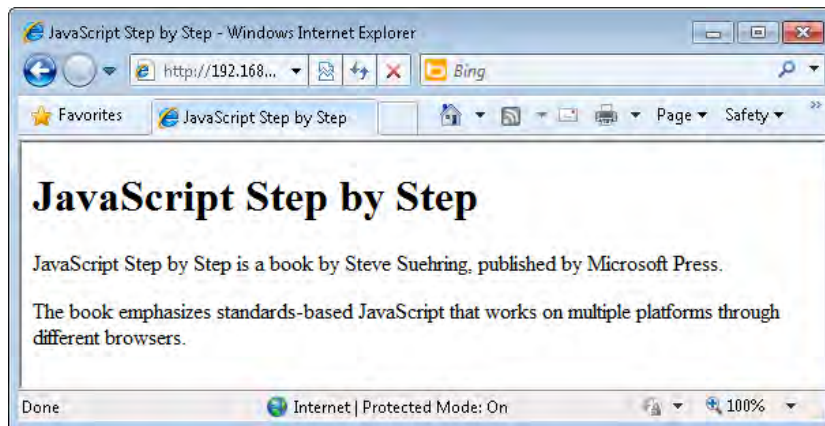 JavaScript Step by Step - Windows Internet Explorer
http://192.168...
Bing
Favorites
JavaScript Step by Step
Page
Safety
JavaScript Step by Step
JavaScript Step by Step is a book by Steve Suehring, published by Microsoft Press.
The book emphasizes standards-based JavaScript that works on multiple platforms through
different browsers.
Done
Internet | Protected Mode: On
100%